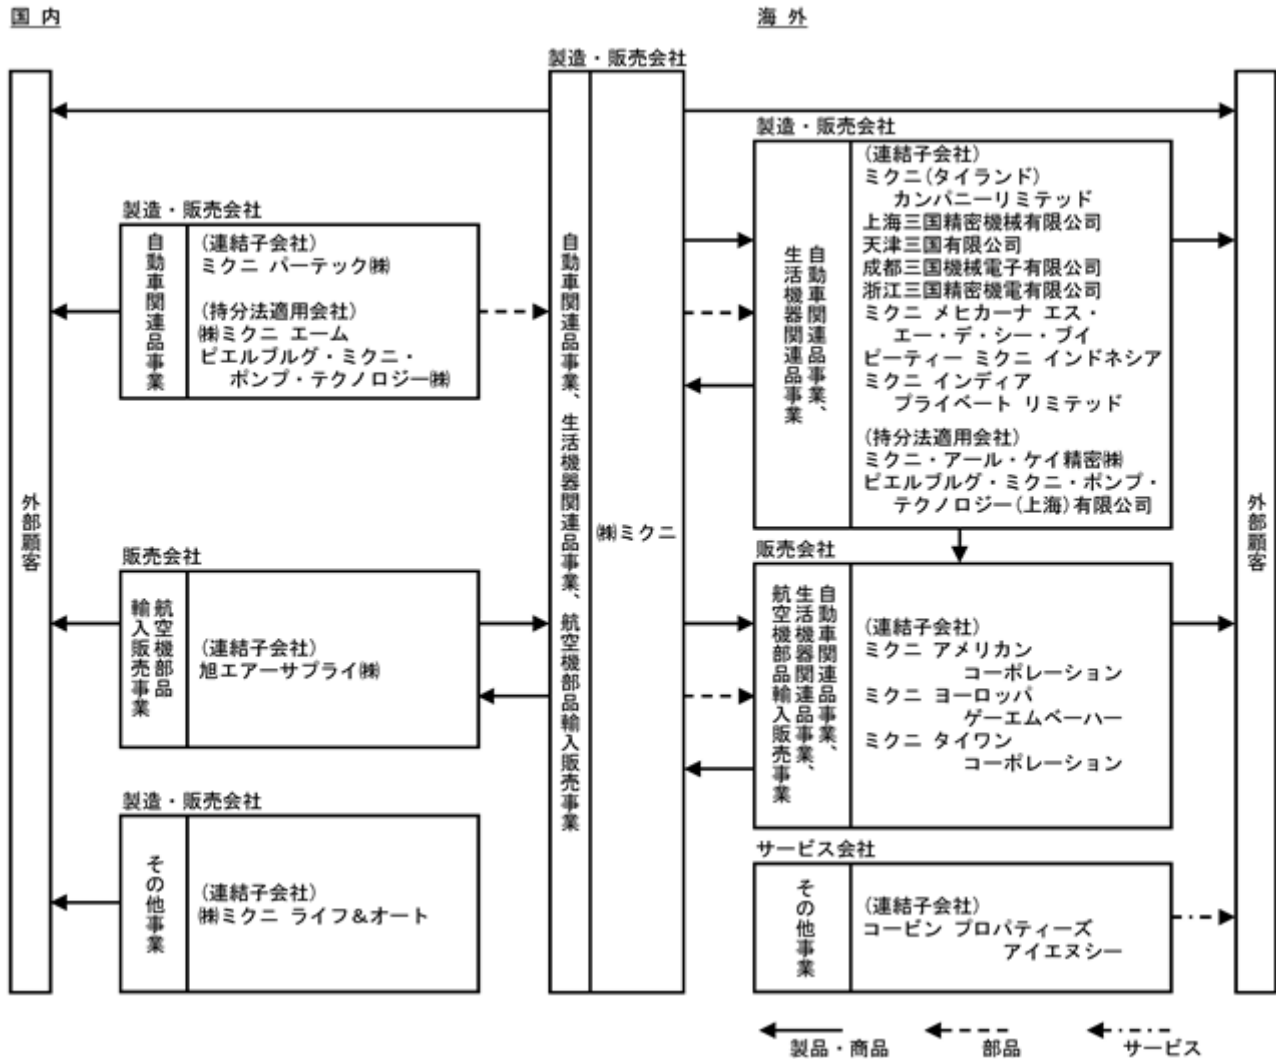 国 内
海 外
製造・販売会社
外部顧客
製造・販売会社
自動車関連品事業
(連結子会社)
ミクニ パーテック㈱
(持分法適用会社)
㈱ミクニ エーム
ピエルブルグ・ミクニ・
ポンプ・テクノロジー㈱
販売会社
航空機部品
輸入販売事業
(連結子会社)
旭エアーサプライ㈱
製造・販売会社
その他事業
(連結子会社)
㈱ミクニ ライフ&オート
自動車関連品事業、生活機器関連品事業、航空機部品輸入販売事業
㈱ミクニ
製造・販売会社
自動車関連品事業、
生活機器関連品事業
(連結子会社)
ミクニ(タイランド)
カンパニーリミテッド
上海三国精密機械有限公司
天津三国有限公司
成都三国機械電子有限公司
浙江三国精密機電有限公司
ミクニ メヒカーナ エス・
エー・デ・シー・ブイ
ピーティー ミクニ インドネシア
ミクニ インディア
プライベート リミテッド
(持分法適用会社)
ミクニ・アール・ケイ精密㈱
ピエルブルグ・ミクニ・ポンプ・
テクノロジー(上海)有限公司
販売会社
自動車関連品事業、
生活機器関連品事業、
航空機部品輸入販売事業
(連結子会社)
ミクニ アメリカン
コーポレーション
ミクニ ヨーロッパ
ゲーエムベーハー
ミクニ タイワン
コーポレーション
サービス会社
その他事業
(連結子会社)
コービン プロパティーズ
アイエヌシー
外部顧客
製品・商品
部品
サービス